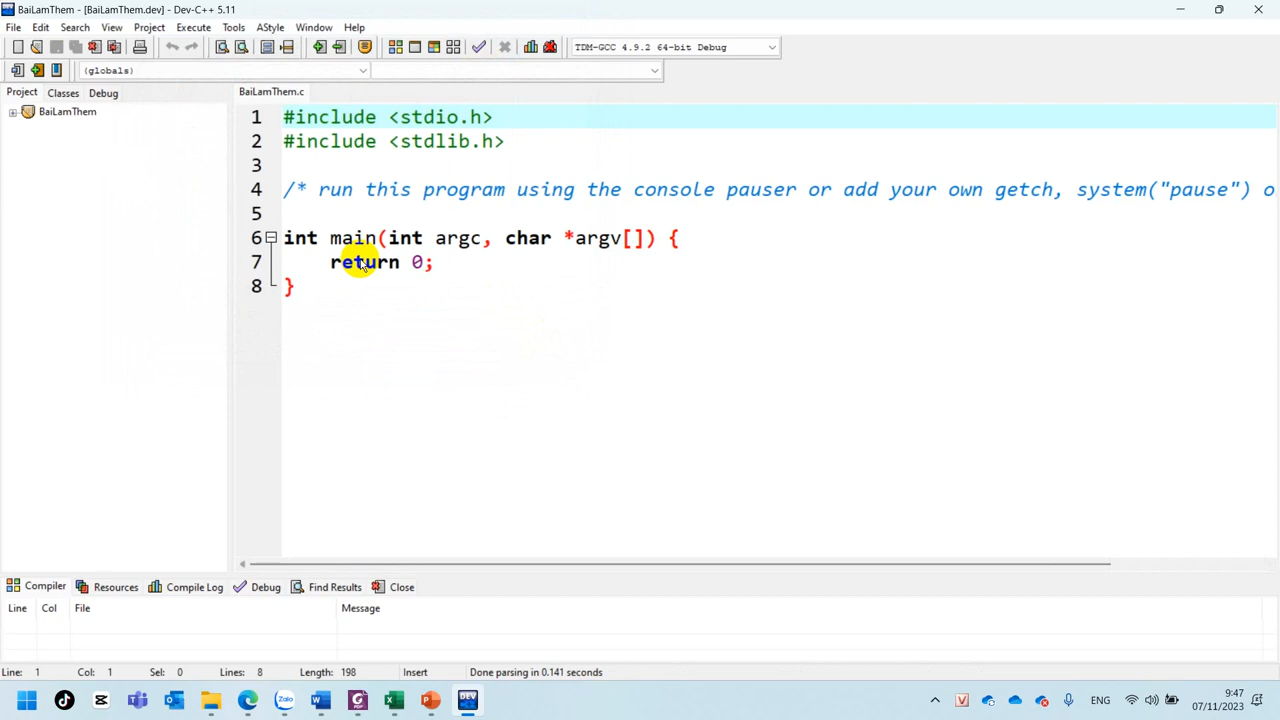 BaiLamThem - [BaiLamThem.dev] - Dev-C++ 5.11
File Edit Search View Project Execute Tools AStyle Window Help
TDM-GCC 4.9.2 64-bit Debug
(globals)
Project Classes Debug
BaiLamThem.c
BaiLamThem
1 #include <stdio.h>
2 #include <stdlib.h>
3
4 /* run this program using the console pauser or add your own getch, system("pause") o
5
6 int main(int argc, char *argv[]) {
7 return 0;
8 }
Compiler Resources Compile Log Debug Find Results Close
Line Col File Message
Line: 1 Col: 1 Sel: 0 Lines: 8 Length: 198 Insert Done parsing in 0.141 seconds
ENG 9:47
07/11/2023